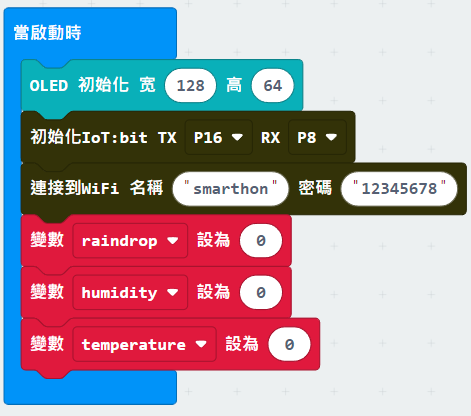 當啟動時
OLED 初始化 宽 128 高 64
初始化IoT:bit TX P16 RX P8
連接到WiFi 名稱 "smarthon" 密碼 "12345678"
變數 raindrop 設為 0
變數 humidity 設為 0
變數 temperature 設為 0